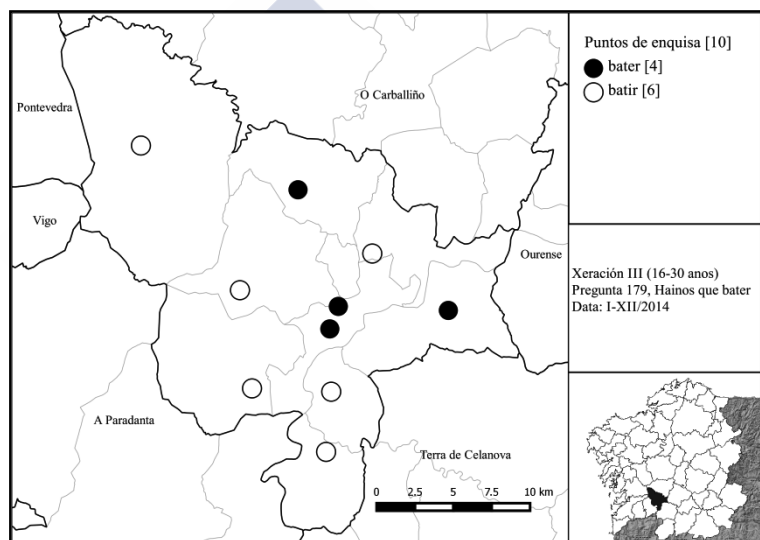 Puntos de enquisa [10]
bater [4]
batir [6]
O Carballiño
Pontevedra
Vigo
Ourense
Xeración III (16-30 anos)
Pregunta 179, Hainos que bater
Data: I-XII/2014
A Paradanta
Terra de Celanova
0 2,5 5 7,5 10 km